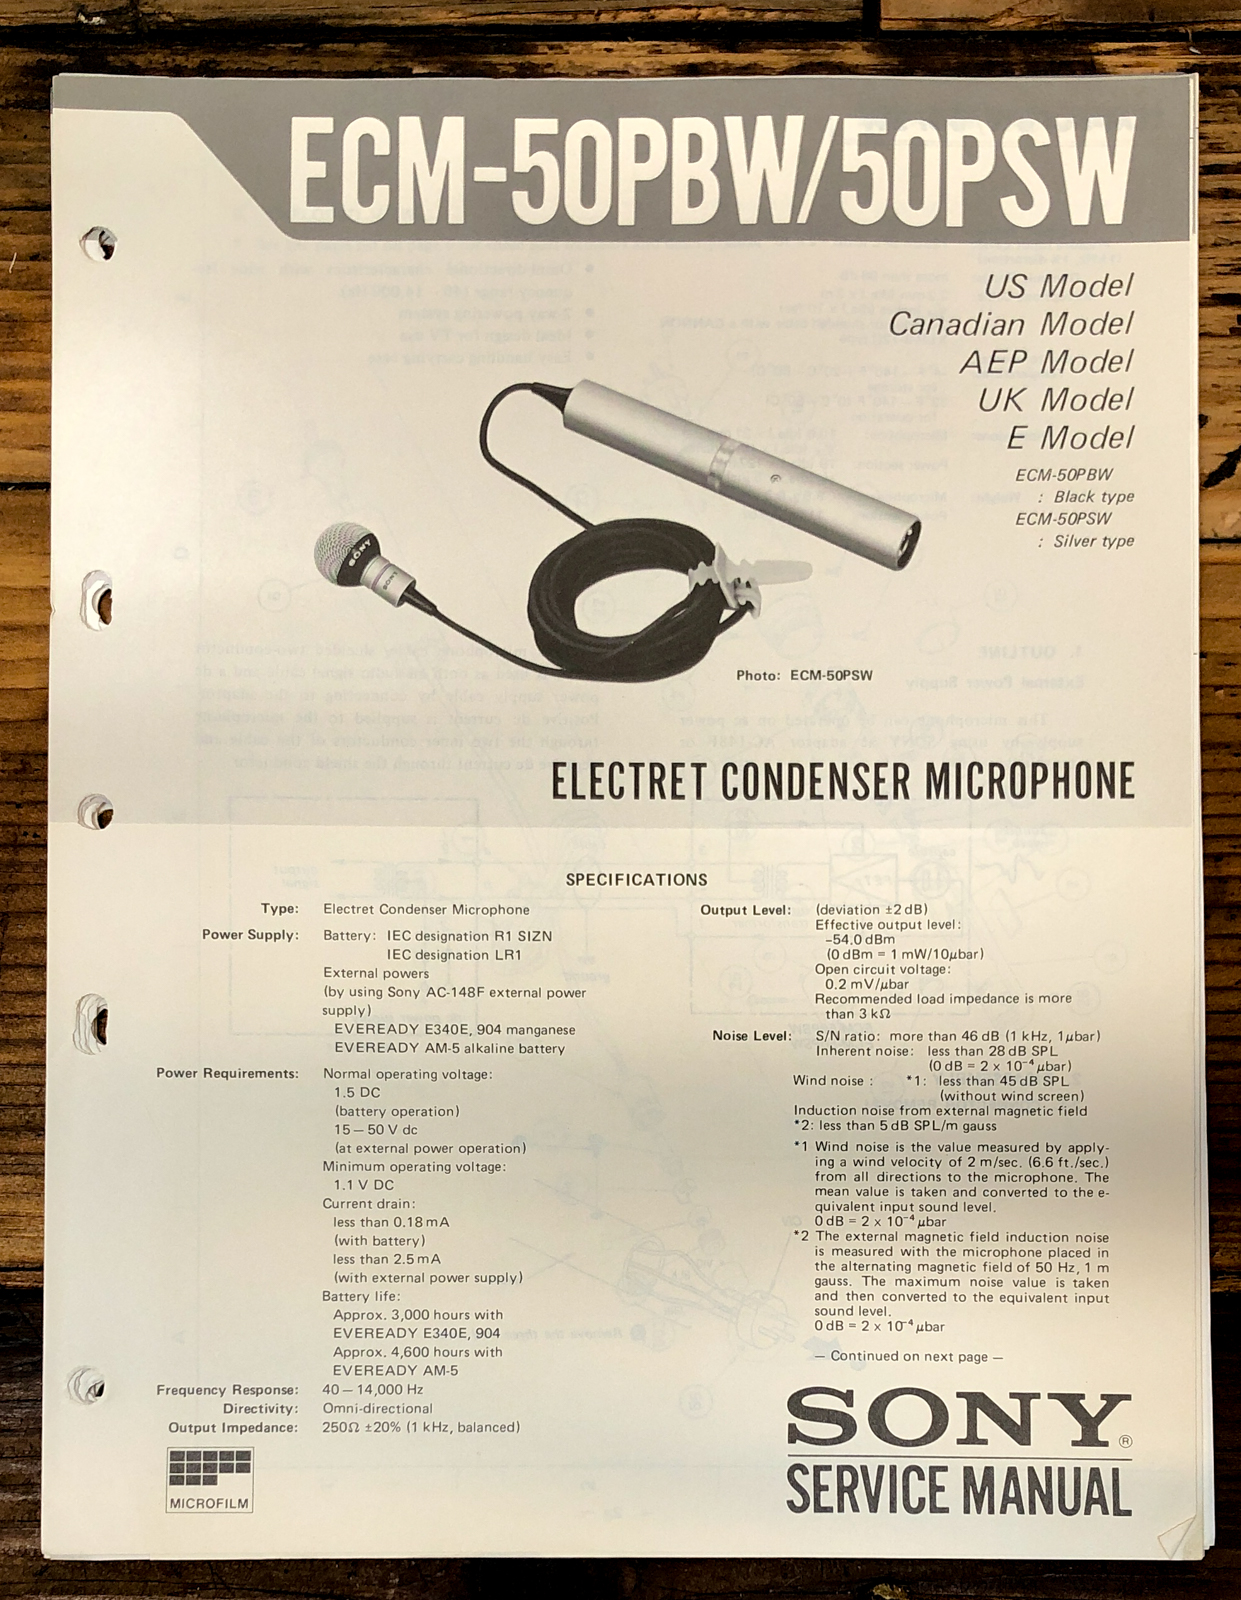 ECM-50PBW/50PSW
US Model
Canadian Model
AEP Model
UK Model
E Model
ECM-50PBW
: Black type
ECM-50PSW
: Silver type
SONY
SONY
Photo: ECM-50PSW
ELECTRET CONDENSER MICROPHONE
SPECIFICATIONS
Type: Electret Condenser Microphone
Power Supply: Battery: IEC designation R1 SIZN
IEC designation LR1
External powers
(by using Sony AC-148F external power
supply)
EVEREADY E340E, 904 manganese
EVEREADY AM-5 alkaline battery
Power Requirements: Normal operating voltage:
1.5 DC
(battery operation)
15 – 50 V dc
(at external power operation)
Minimum operating voltage:
1.1 V DC
Current drain:
less than 0.18 mA
(with battery)
less than 2.5 mA
(with external power supply)
Battery life:
Approx. 3,000 hours with
EVEREADY E340E, 904
Approx. 4,600 hours with
EVEREADY AM-5
Frequency Response: 40 – 14,000 Hz
Directivity: Omni-directional
Output Impedance: 250Ω ±20% (1 kHz, balanced)
MICROFILM
Output Level: (deviation ±2 dB)
Effective output level:
–54.0 dBm
(0 dBm = 1 mW/10μbar)
Open circuit voltage:
0.2 mV/μbar
Recommended load impedance is more
than 3 kΩ
Noise Level: S/N ratio: more than 46 dB (1 kHz, 1μbar)
Inherent noise: less than 28 dB SPL
(0 dB = 2 x 10⁻⁴ μbar)
Wind noise : *1: less than 45 dB SPL
(without wind screen)
Induction noise from external magnetic field
*2: less than 5 dB SPL/m gauss
*1 Wind noise is the value measured by apply-
ing a wind velocity of 2 m/sec. (6.6 ft./sec.)
from all directions to the microphone. The
mean value is taken and converted to the e-
quivalent input sound level.
0 dB = 2 x 10⁻⁴ μbar
*2 The external magnetic field induction noise
is measured with the microphone placed in
the alternating magnetic field of 50 Hz, 1 m
gauss. The maximum noise value is taken
and then converted to the equivalent input
sound level.
0 dB = 2 x 10⁻⁴ μbar
– Continued on next page –
SONY®
SERVICE MANUAL